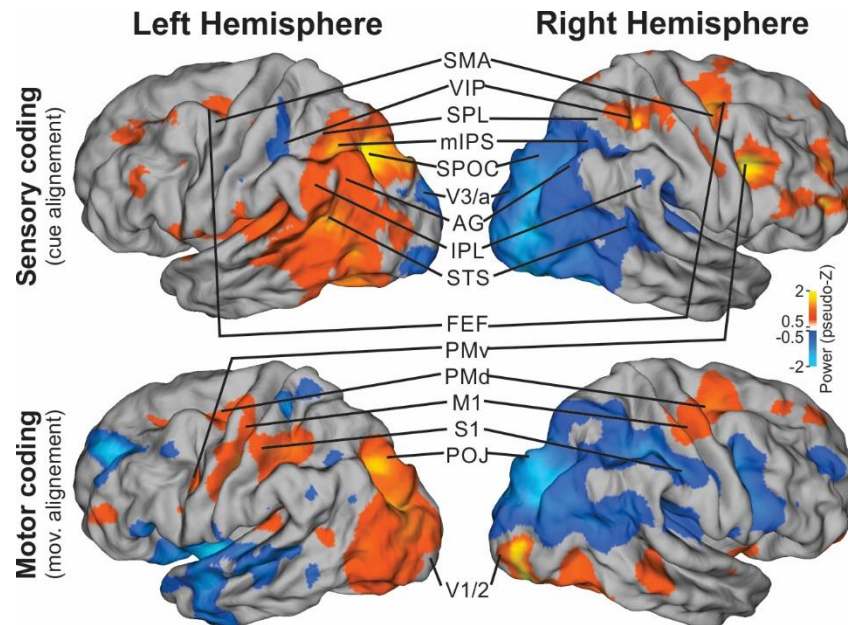 Left Hemisphere
Right Hemisphere
Sensory coding
(cue alignement)
SMA
VIP
SPL
mIPS
SPOC
V3/a
AG
IPL
STS
FEF
PMv
PMd
M1
S1
POJ
V1/2
2
0.5
-0.5
-2
Power (pseudo-Z)
Motor coding
(mov. alignement)